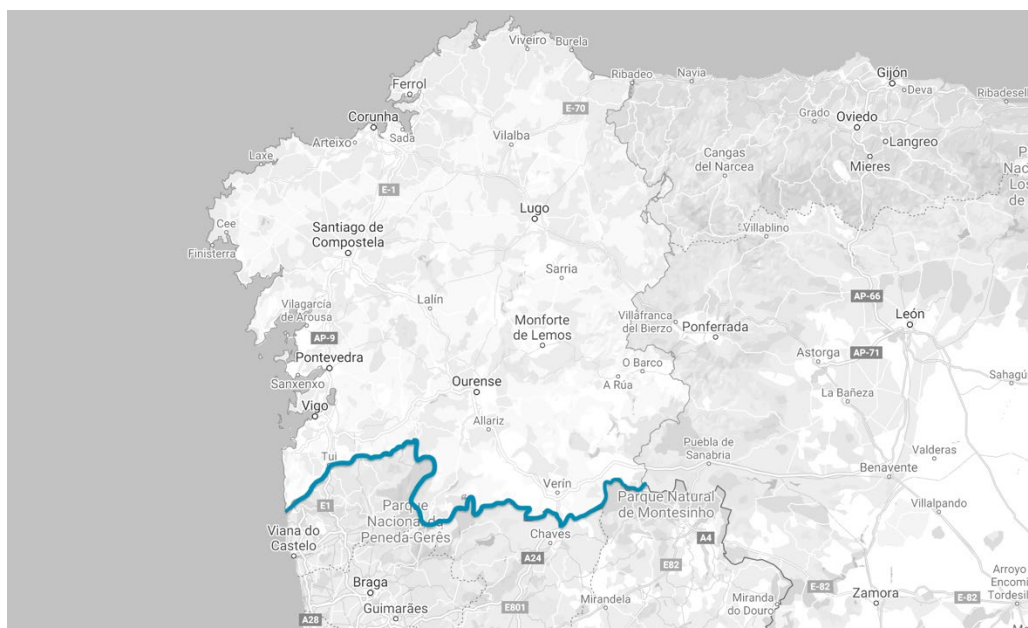 Viveiro
Burela
Ribadeo
Navia
Gijón
Deva
Ribadesel
Ferrol
E-70
Grado
Oviedo
Corunha
Sada
Arteixo
Vilalba
Langreo
Laxe
Cangas
del Narcea
Mieres
P
Nac
Los
de
E-1
Lugo
Cee
Santiago de
Compostela
Villablino
Finisterra
Sarria
Lalín
AP-66
Vilagarcía
de Arousa
Villafranca
del Bierzo
Monforte
de Lemos
León
AP-9
Ponferrada
Pontevedra
O Barco
Astorga
AP-71
Sanxenxo
Ourense
A Rúa
Sahagú
La Bañeza
Vigo
Allariz
Tui
Puebla de
Sanabria
Valderas
Benavente
Verín
E1
Parque
Nacional da
Peneda-Gerês
Parque Natural
de Montesinho
Villalpando
Viana do
Castelo
Chaves
A4
A24
E82
Arroyo
Encomi
Tordesil
Braga
E-82
E-82
Zamora
Guimarães
E801
Mirandela
Miranda
do Douro
A28